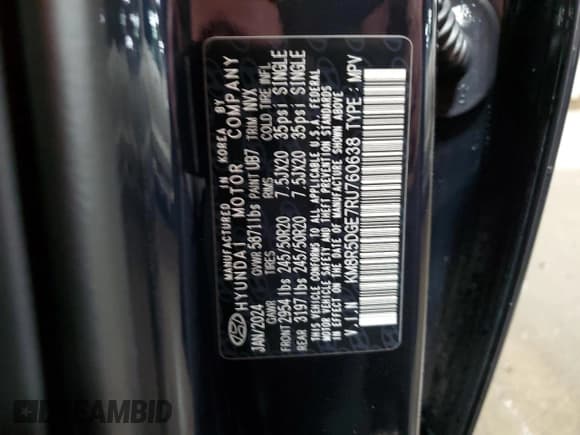 MANUFACTURED IN KOREA BY
HYUNDAI MOTOR COMPANY
JAN/2024 GVWR 5871 lbs PAINT UB7 TRIM NVX
GAWR TIRES RIMS COLD TIRE INFL.
FRONT 2954 lbs 245/50R20 7.5JX20 35psi SINGLE
REAR 3197 lbs 245/50R20 7.5JX20 35psi SINGLE
THIS VEHICLE CONFORMS TO ALL APPLICABLE U.S.A. FEDERAL
MOTOR VEHICLE SAFETY, BUMPER, AND THEFT PREVENTION STANDARDS
IN EFFECT ON THE DATE OF MANUFACTURE SHOWN ABOVE.
V.I.N : KM8R5DGE7RU760638 TYPE : MPV